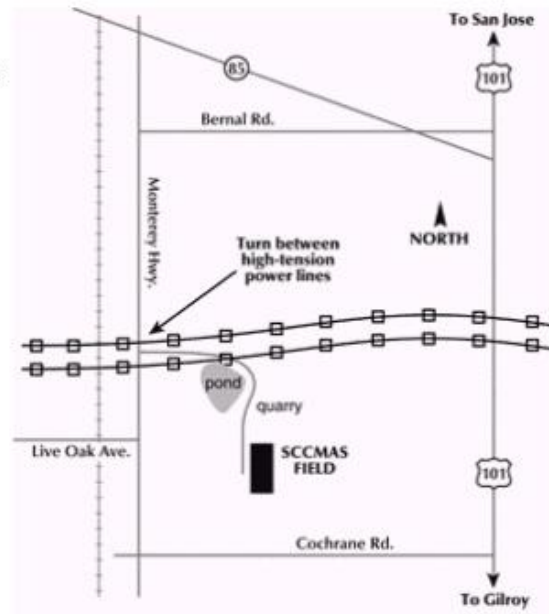 To San Jose
85
101
Bernal Rd.
Monterey Hwy.
NORTH
Turn between
high-tension
power lines
pond
quarry
Live Oak Ave.
SCCMAS
FIELD
101
Cochrane Rd.
To Gilroy